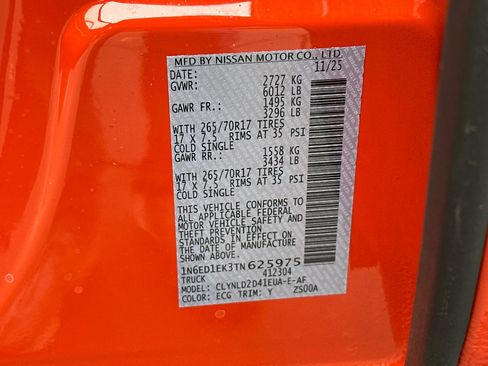 MFD BY NISSAN MOTOR CO., LTD.
DATE: 11/25
GVWR: 2727 KG
6012 LB
GAWR FR.: 1495 KG
3296 LB
WITH 265/70R17 TIRES
17 X 7.5 RIMS AT 35 PSI
COLD SINGLE
GAWR RR.: 1558 KG
3434 LB
WITH 265/70R17 TIRES
17 X 7.5 RIMS AT 35 PSI
COLD SINGLE
THIS VEHICLE CONFORMS TO
ALL APPLICABLE FEDERAL
MOTOR VEHICLE SAFETY AND
THEFT PREVENTION
STANDARDS IN EFFECT ON
THE DATE OF MANUFACTURE
SHOWN ABOVE.
1N6ED1EK3TN625975
TRUCK 412304
MODEL: CLYNLD2D41EUA-E-AF
COLOR: ECG TRIM: Y ZS00A